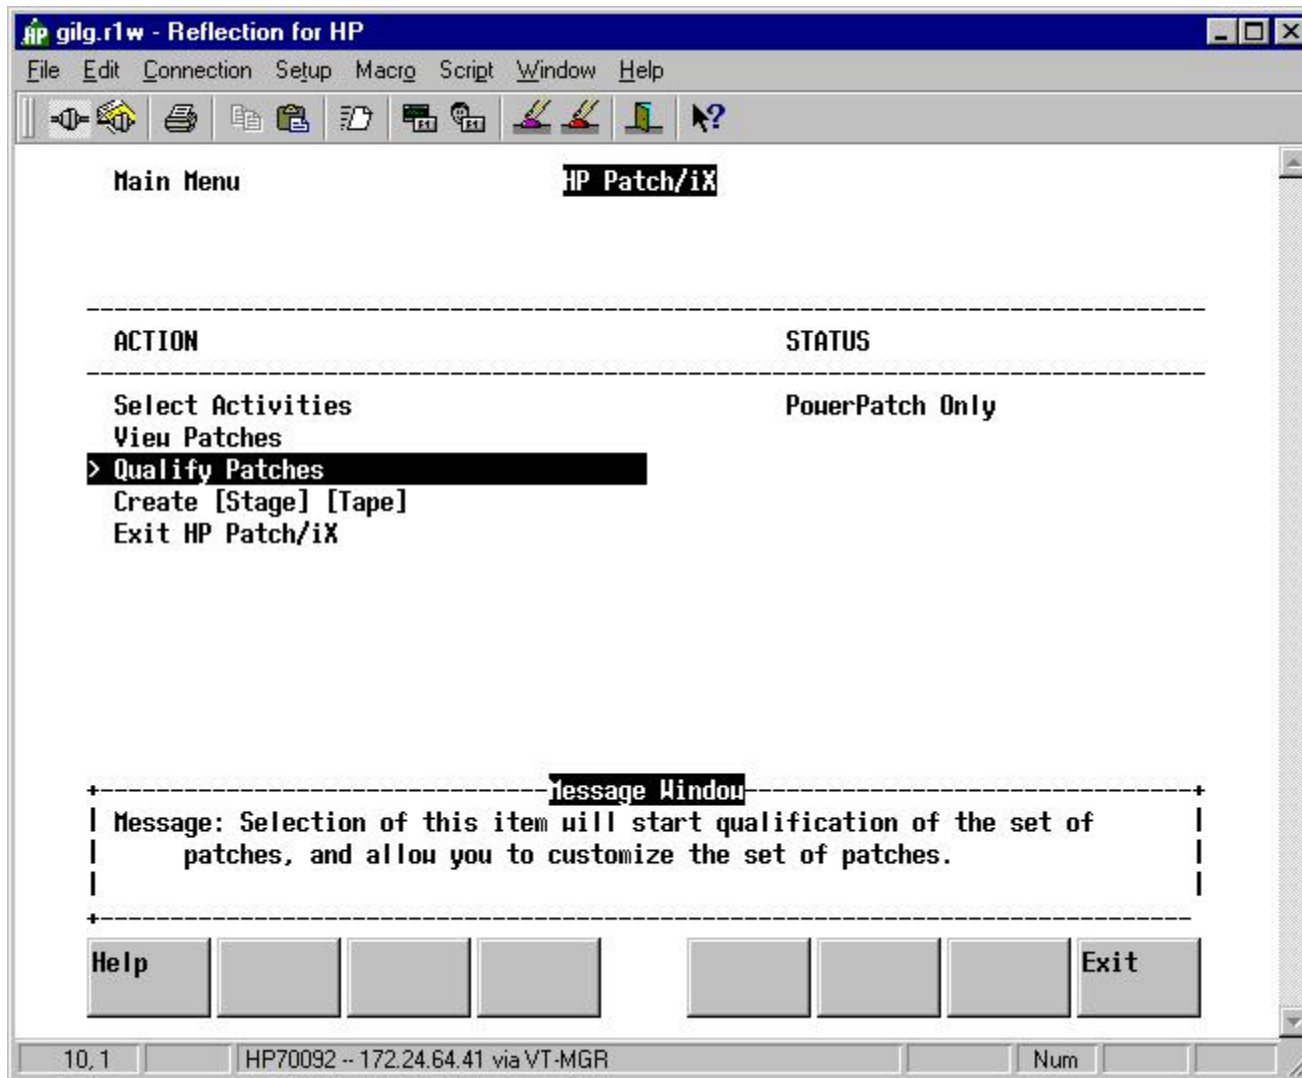 gilg.r1w - Reflection for HP
File Edit Connection Setup Macro Script Window Help
Main Menu HP Patch/iX
ACTION STATUS
Select Activities PowerPatch Only
View Patches
> Qualify Patches
Create [Stage] [Tape]
Exit HP Patch/iX
Message Window
Message: Selection of this item will start qualification of the set of
patches, and allow you to customize the set of patches.
Help Exit
10, 1 HP70092 -- 172.24.64.41 via VT-MGR Num